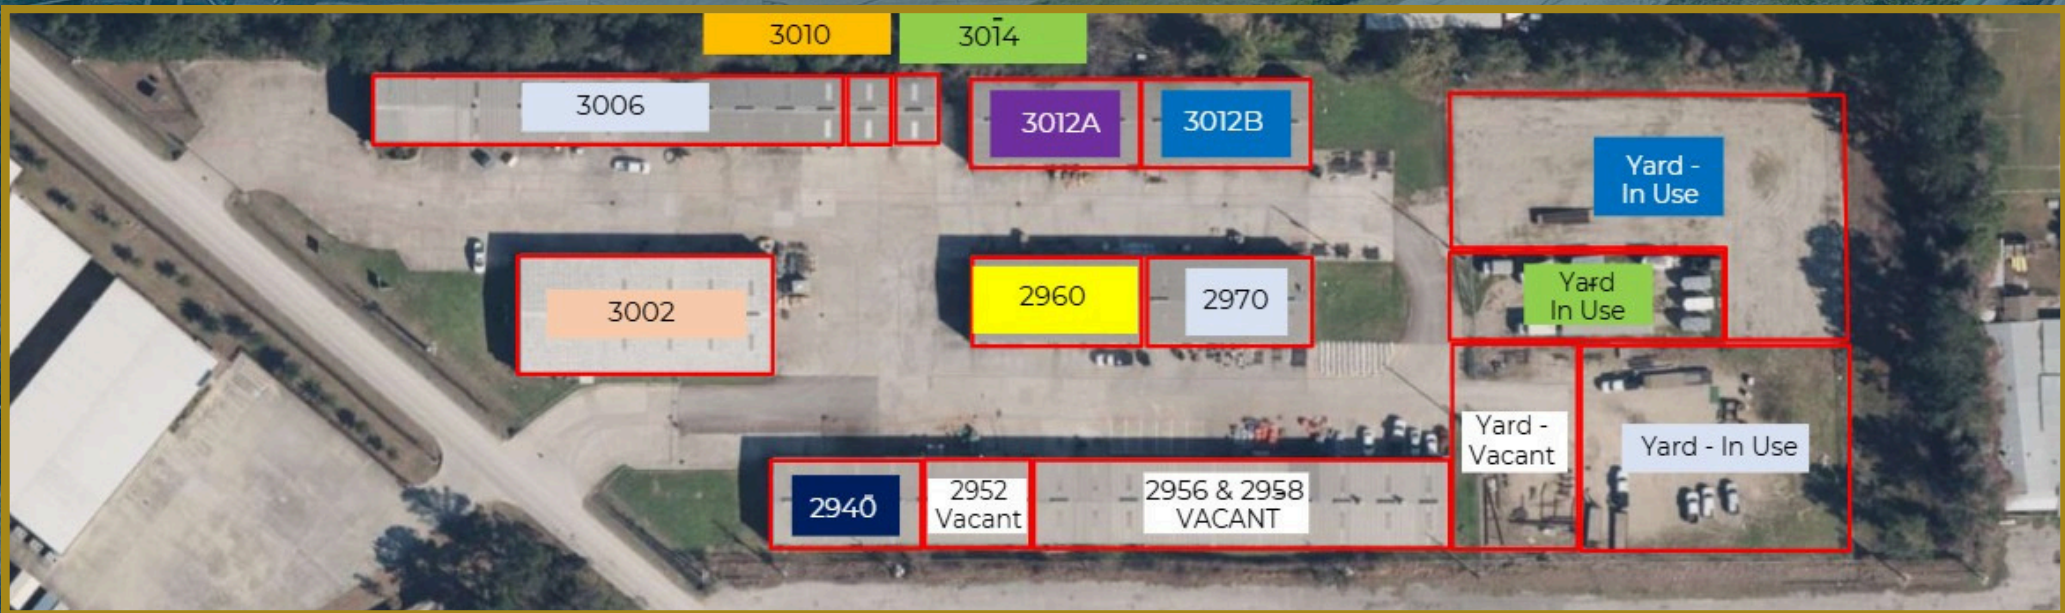 3010
3014
3006
3012A
3012B
Yard -
In Use
3002
2960
2970
Yard
In Use
2940
2952
Vacant
2956 & 2958
VACANT
Yard -
Vacant
Yard - In Use